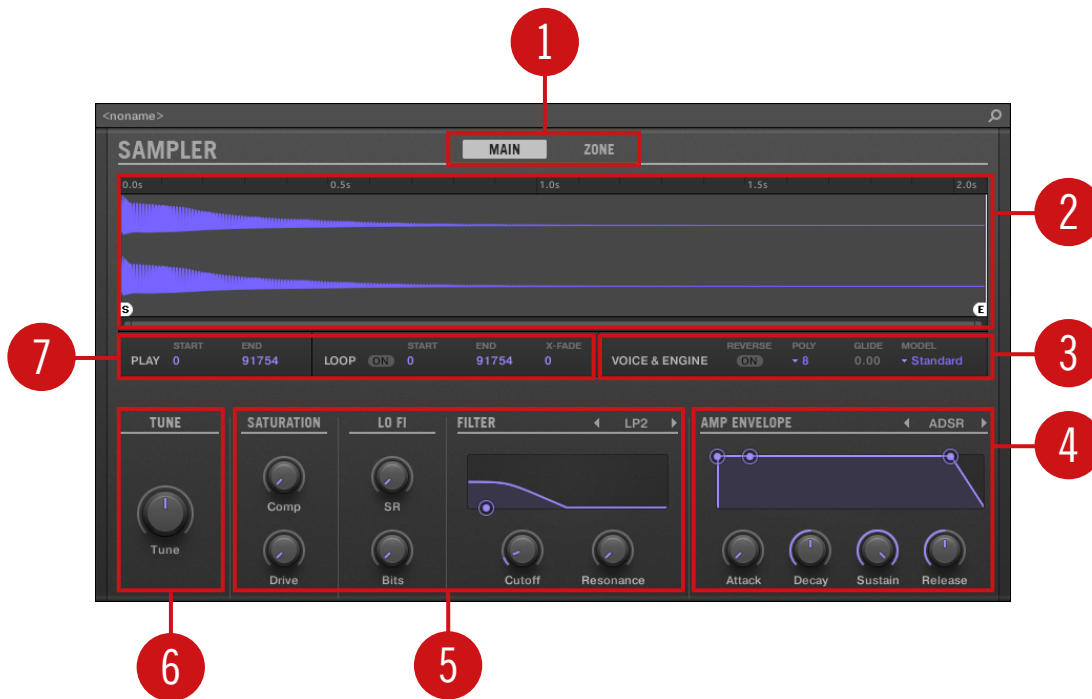 1
<noname>
SAMPLER
MAIN ZONE
0.0s 0.5s 1.0s 1.5s 2.0s
2
S E
7
START END START END X-FADE REVERSE POLY GLIDE MODEL
PLAY 0 91754 LOOP ON 0 91754 0 VOICE & ENGINE ON 8 0.00 Standard
3
TUNE SATURATION LO FI FILTER LP2 AMP ENVELOPE ADSR
4
Comp SR
Tune
Drive Bits Cutoff Resonance Attack Decay Sustain Release
6 5